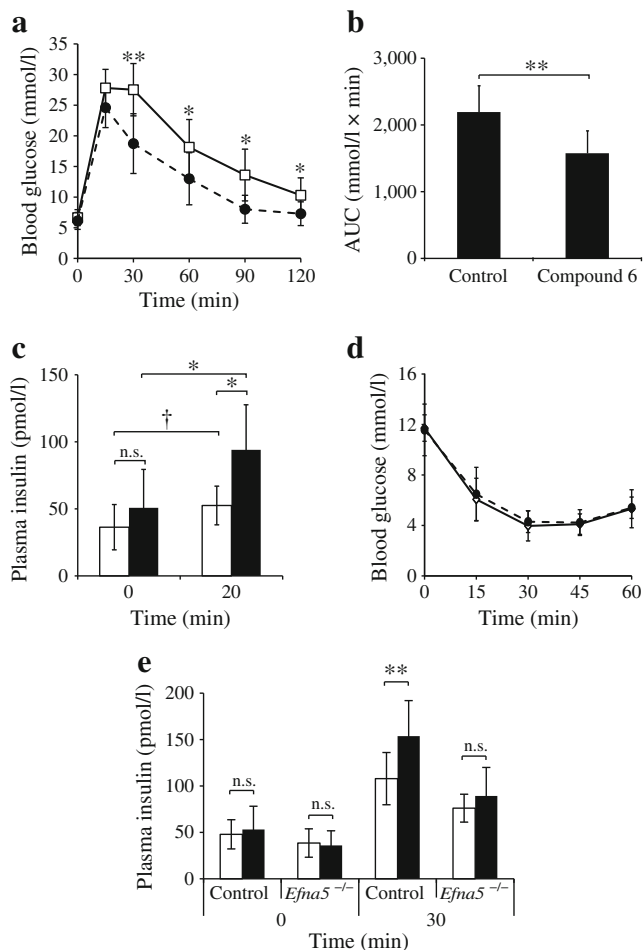 a
Blood glucose (mmol/l)
35
30
25
20
15
10
5
0
**
*
*
*
0 30 60 90 120
Time (min)
b
AUC (mmol/l × min)
3,000
2,000
1,000
0
**
Control Compound 6
c
Plasma insulin (pmol/l)
150
100
50
0
*
*
†
n.s.
0 20
Time (min)
d
Blood glucose (mmol/l)
16
12
8
4
0
0 15 30 45 60
Time (min)
e
Plasma insulin (pmol/l)
200
150
100
50
0
n.s.
n.s.
**
n.s.
Control Efna5 −/− Control Efna5 −/−
0 30
Time (min)